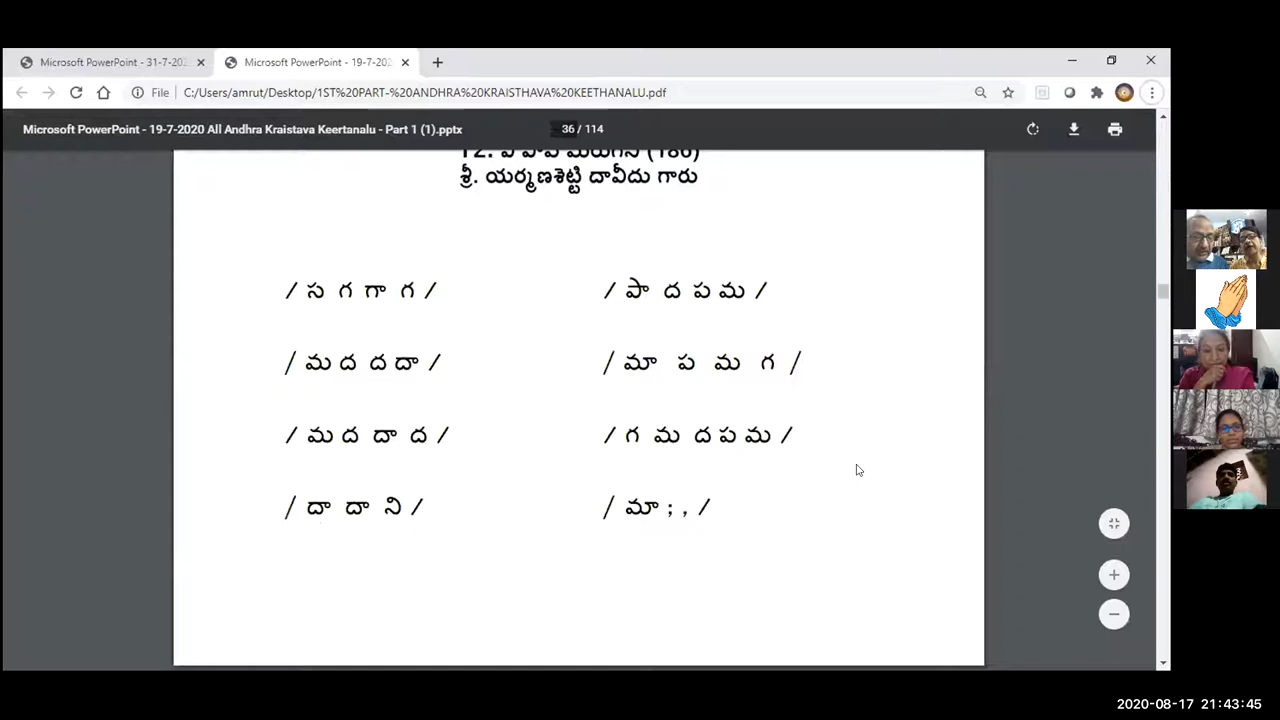 Microsoft PowerPoint - 31-7-202
Microsoft PowerPoint - 19-7-202
File C:/Users/amrut/Desktop/1ST%20PART-%20ANDHRA%20KRAISTHAVA%20KEETHANALU.pdf
Microsoft PowerPoint - 19-7-2020 All Andhra Kraistava Keertanalu - Part 1 (1).pptx 36 / 114
12. (186)
శ్రీ. యర్మణశెట్టి దావీదు గారు
/ స గ గా గ / / పా ద ప మ /
/ మ ద ద దా / / మా ప మ గ /
/ మ ద దా ద / / గ మ ద ప మ /
/ దా దా ని / / మా ; , /
2020-08-17 21:43:45